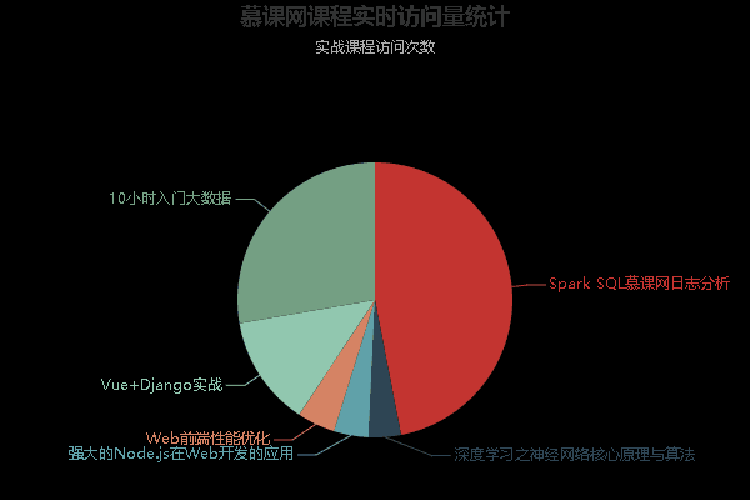 慕课网课程实时访问量统计
实战课程访问次数
10小时入门大数据
Spark SQL慕课网日志分析
Vue+Django实战
Web前端性能优化
强大的Node.js在Web开发的应用
深度学习之神经网络核心原理与算法